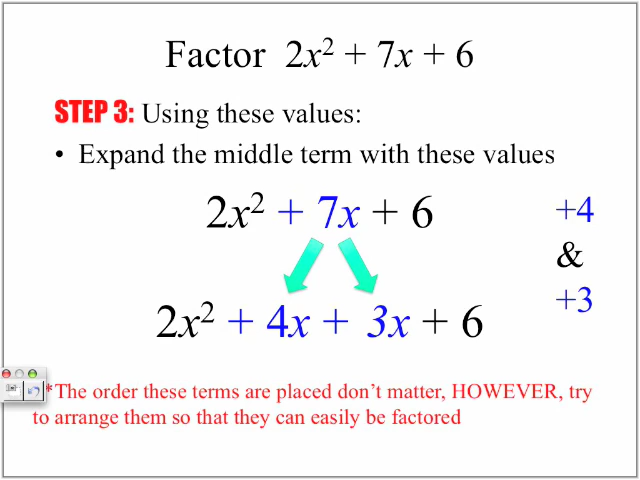 Factor 2x² + 7x + 6
STEP 3: Using these values:
• Expand the middle term with these values
2x² + 7x + 6
+4
&
+3
2x² + 4x + 3x + 6
*The order these terms are placed don't matter, HOWEVER, try
to arrange them so that they can easily be factored